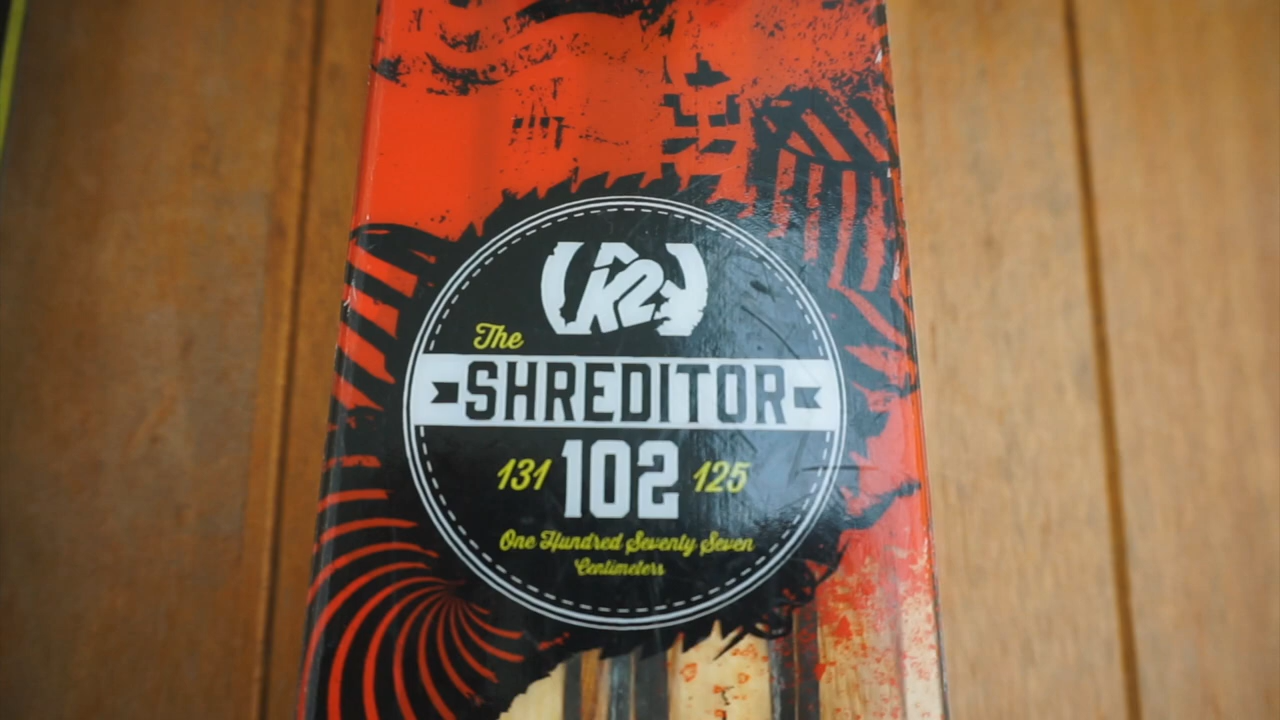 K2
The
SHREDITOR
131 102 125
One Hundred Seventy Seven
Centimeters